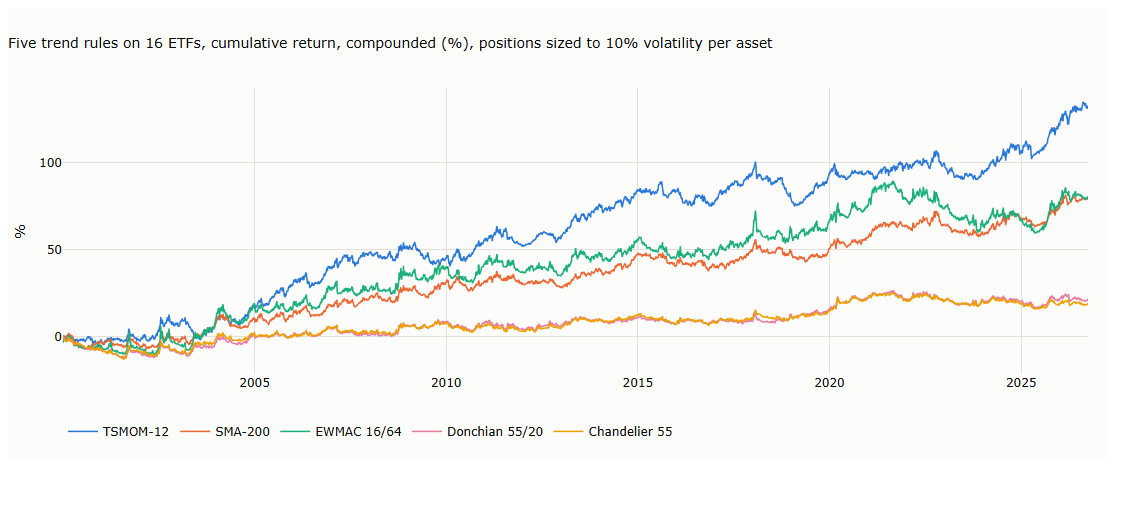 Five trend rules on 16 ETFs, cumulative return, compounded (%), positions sized to 10% volatility per asset
100
50
0
%
2005 2010 2015 2020 2025
TSMOM-12 SMA-200 EWMAC 16/64 Donchian 55/20 Chandelier 55